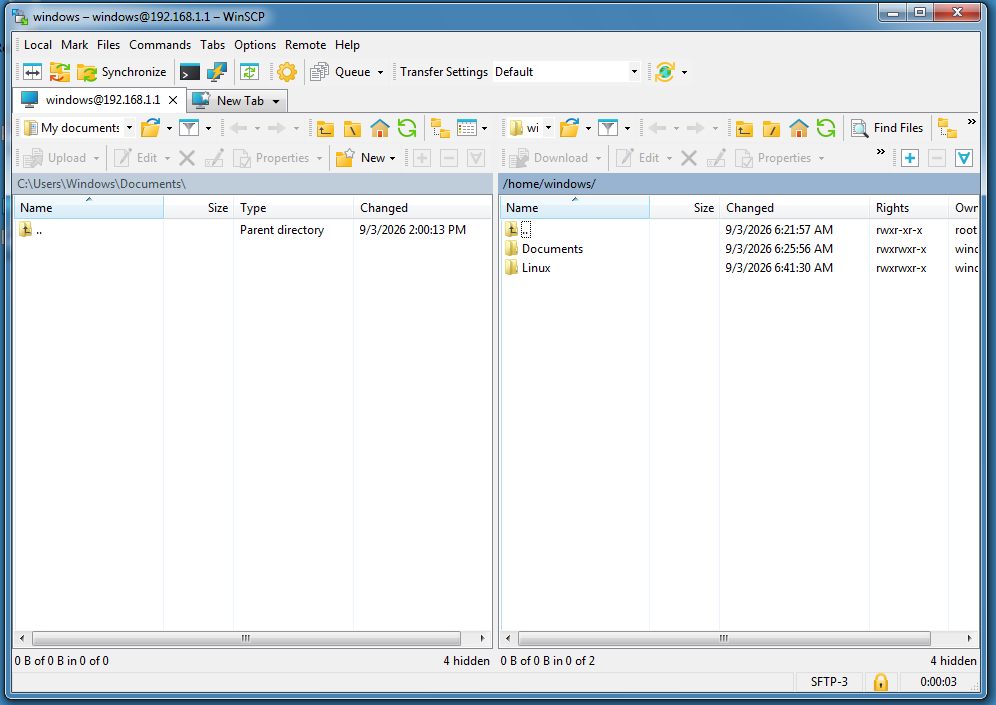 windows – windows@192.168.1.1 – WinSCP
Local Mark Files Commands Tabs Options Remote Help
Synchronize Queue Transfer Settings Default
windows@192.168.1.1 New Tab
My documents wi Find Files
Upload Edit Properties New Download Edit Properties
C:\Users\Windows\Documents\ /home/windows/
Name Size Type Changed Name Size Changed Rights Own
.. Parent directory 9/3/2026 2:00:13 PM .. 9/3/2026 6:21:57 AM rwxr-xr-x root
Documents 9/3/2026 6:25:56 AM rwxrwxr-x wind
Linux 9/3/2026 6:41:30 AM rwxrwxr-x wind
0 B of 0 B in 0 of 0 4 hidden 0 B of 0 B in 0 of 2 4 hidden
SFTP-3 0:00:03